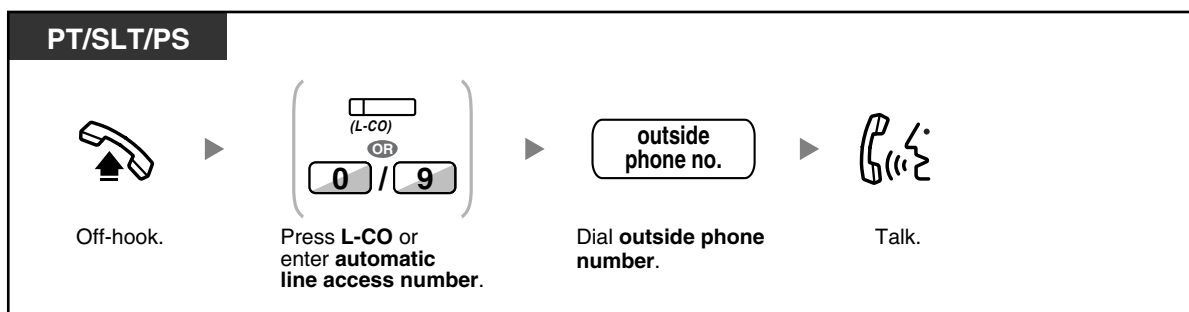 PT/SLT/PS
(L-CO)
OR
0 / 9
outside
phone no.
Off-hook.
Press L-CO or
enter automatic
line access number.
Dial outside phone
number.
Talk.